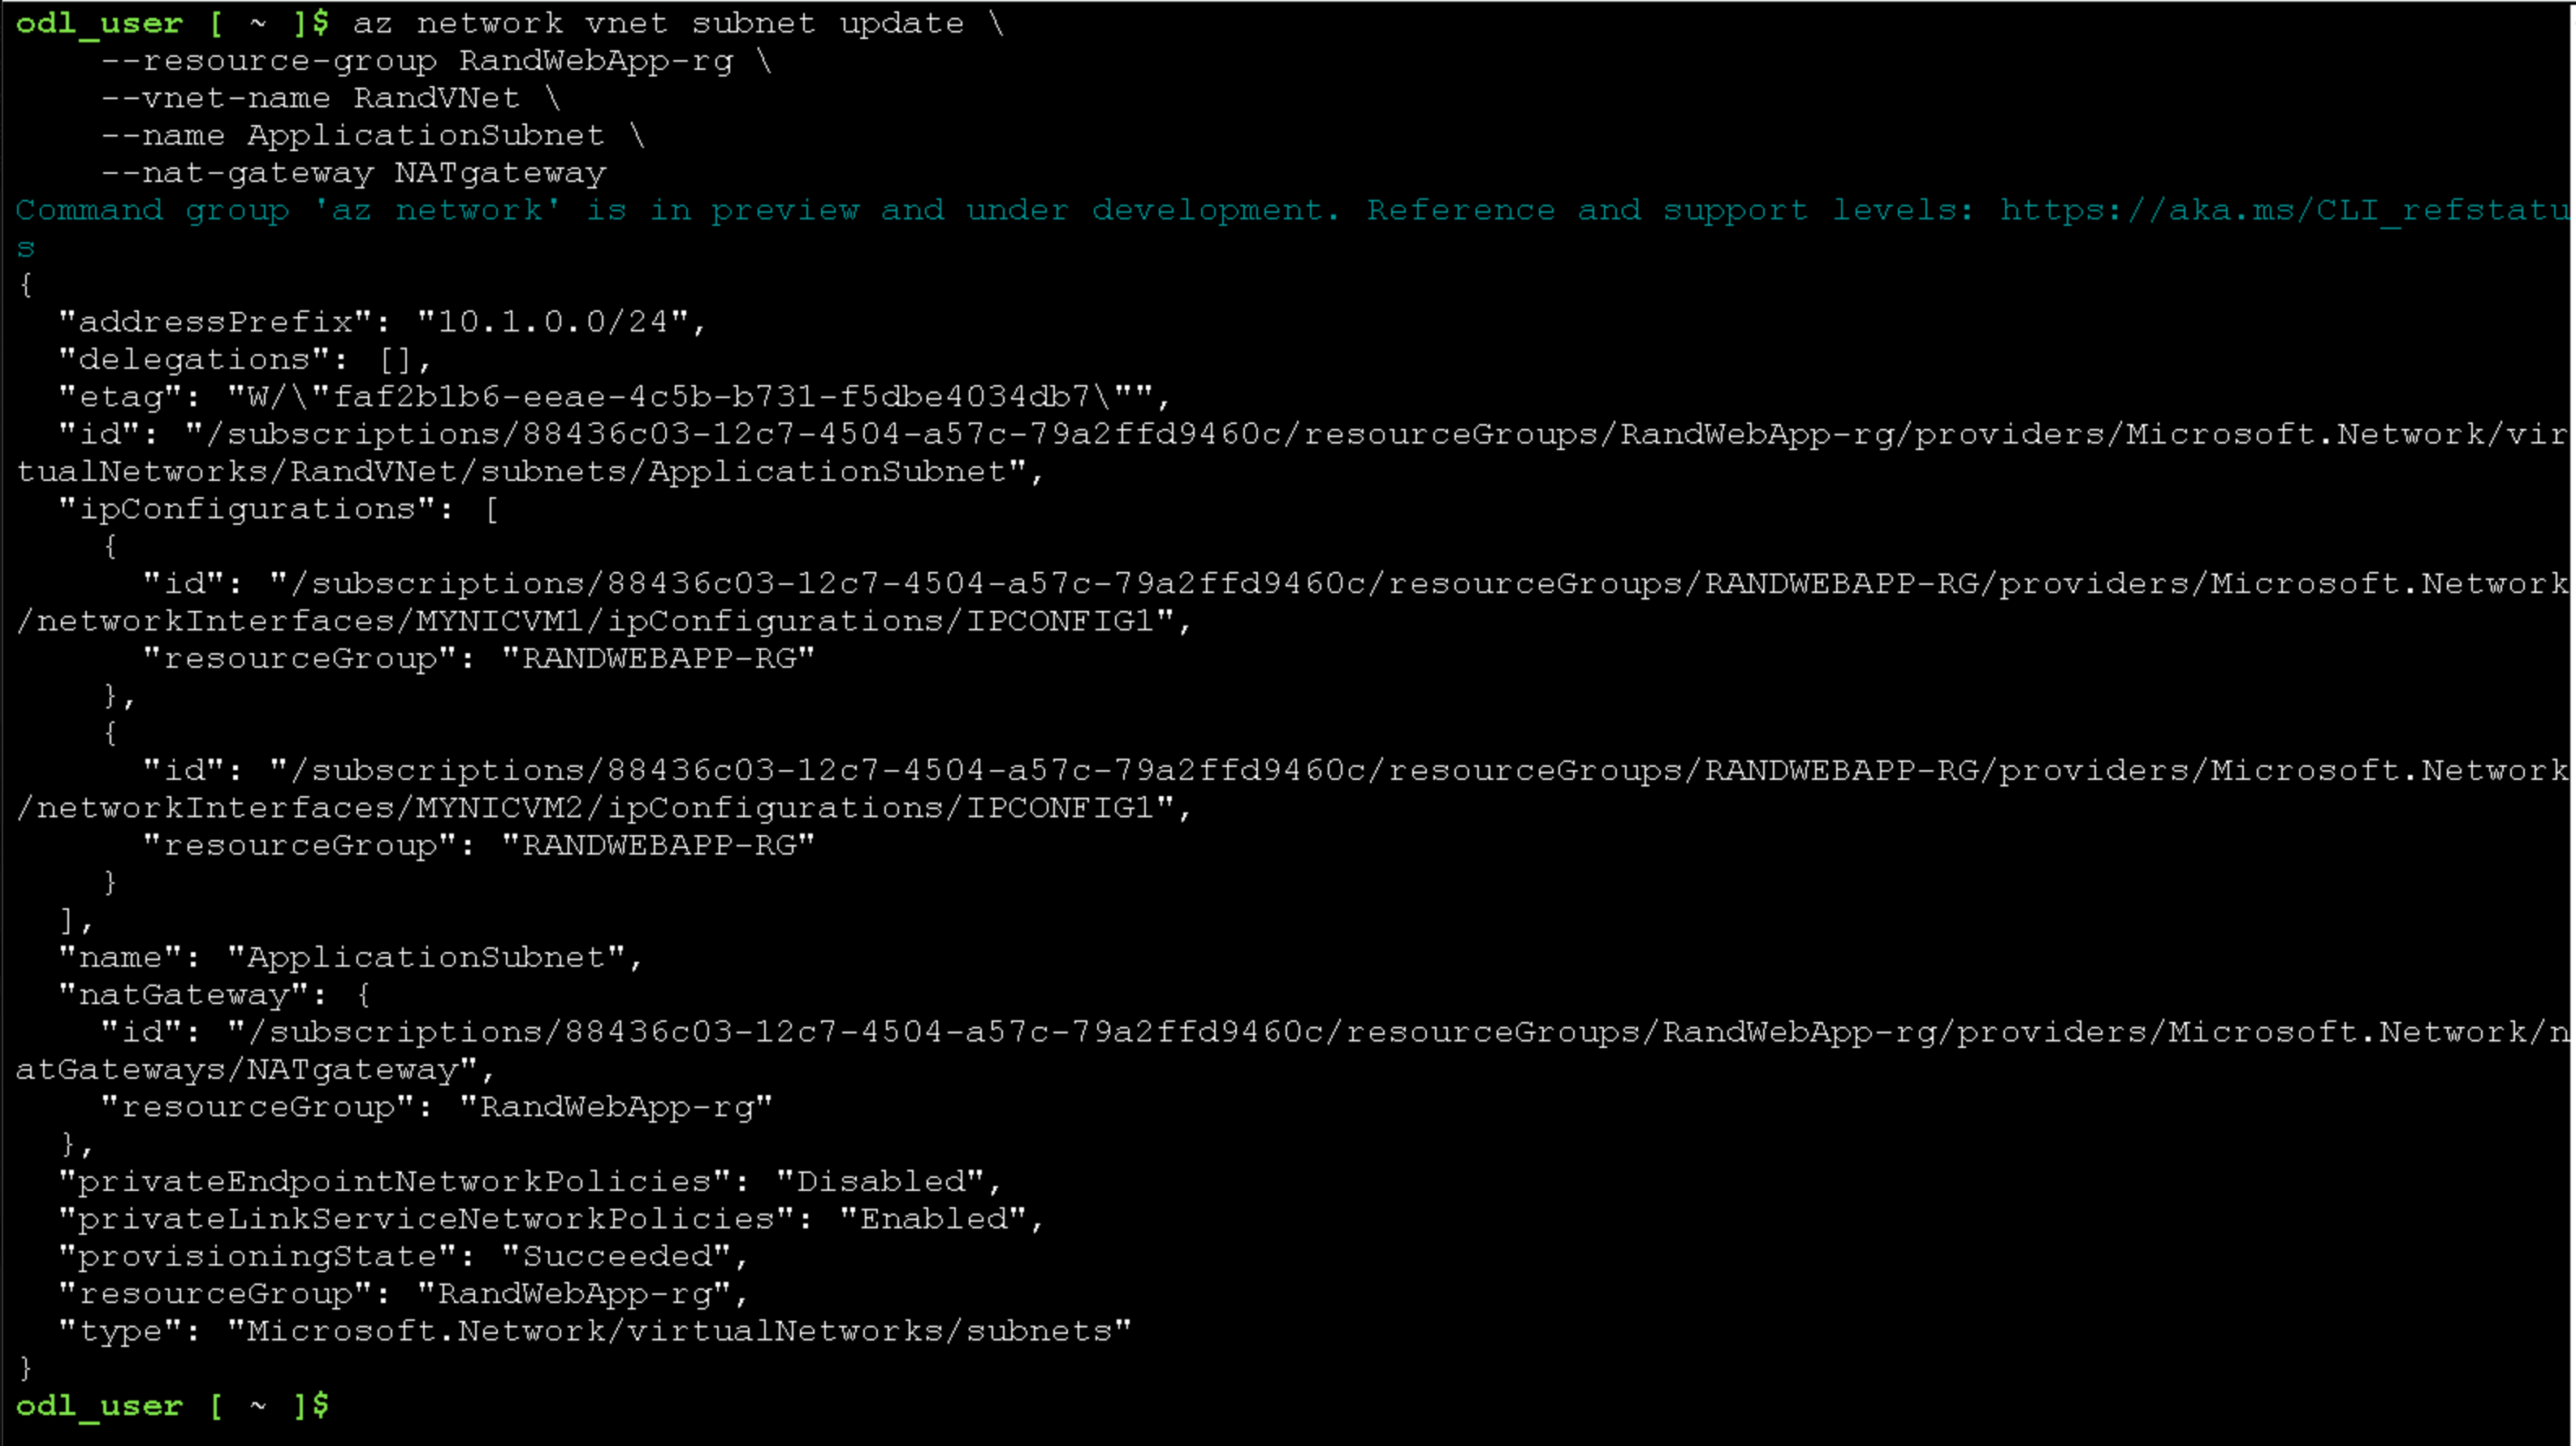 odl_user [ ~ ]$ az network vnet subnet update \
    --resource-group RandWebApp-rg \
    --vnet-name RandVNet \
    --name ApplicationSubnet \
    --nat-gateway NATgateway
Command group 'az network' is in preview and under development. Reference and support levels: https://aka.ms/CLI_refstatu
s
{
  "addressPrefix": "10.1.0.0/24",
  "delegations": [],
  "etag": "W/\"faf2b1b6-eeae-4c5b-b731-f5dbe4034db7\"",
  "id": "/subscriptions/88436c03-12c7-4504-a57c-79a2ffd9460c/resourceGroups/RandWebApp-rg/providers/Microsoft.Network/vir
tualNetworks/RandVNet/subnets/ApplicationSubnet",
  "ipConfigurations": [
    {
      "id": "/subscriptions/88436c03-12c7-4504-a57c-79a2ffd9460c/resourceGroups/RANDWEBAPP-RG/providers/Microsoft.Network
/networkInterfaces/MYNICVM1/ipConfigurations/IPCONFIG1",
      "resourceGroup": "RANDWEBAPP-RG"
    },
    {
      "id": "/subscriptions/88436c03-12c7-4504-a57c-79a2ffd9460c/resourceGroups/RANDWEBAPP-RG/providers/Microsoft.Network
/networkInterfaces/MYNICVM2/ipConfigurations/IPCONFIG1",
      "resourceGroup": "RANDWEBAPP-RG"
    }
  ],
  "name": "ApplicationSubnet",
  "natGateway": {
    "id": "/subscriptions/88436c03-12c7-4504-a57c-79a2ffd9460c/resourceGroups/RandWebApp-rg/providers/Microsoft.Network/n
atGateways/NATgateway",
    "resourceGroup": "RandWebApp-rg"
  },
  "privateEndpointNetworkPolicies": "Disabled",
  "privateLinkServiceNetworkPolicies": "Enabled",
  "provisioningState": "Succeeded",
  "resourceGroup": "RandWebApp-rg",
  "type": "Microsoft.Network/virtualNetworks/subnets"
}
odl_user [ ~ ]$